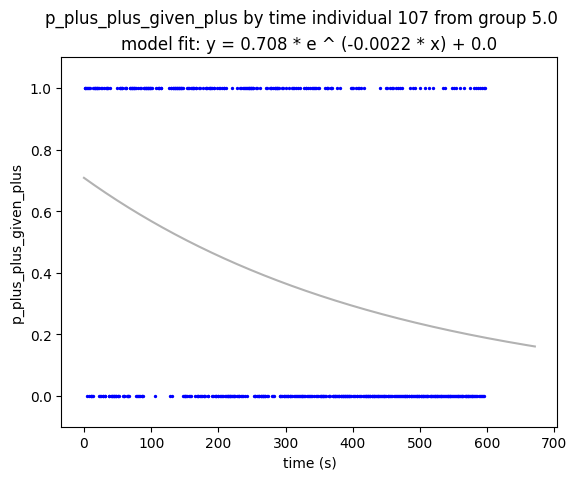 p_plus_plus_given_plus by time individual 107 from group 5.0
model fit: y = 0.708 * e ^ (-0.0022 * x) + 0.0
1.0
0.8
0.6
0.4
0.2
0.0
p_plus_plus_given_plus
0 100 200 300 400 500 600 700
time (s)